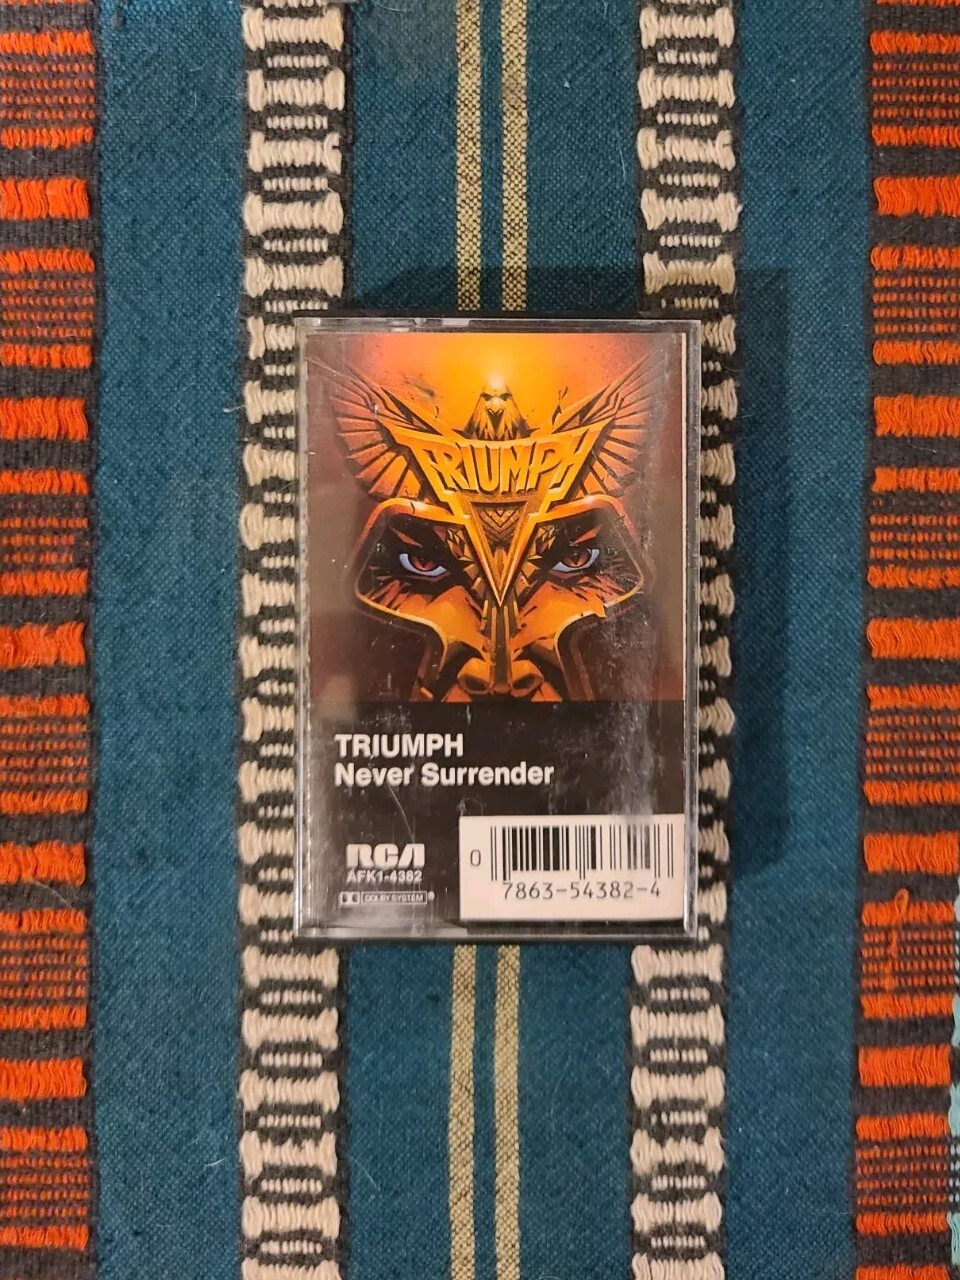 TRIUMPH
TRIUMPH
Never Surrender
RCA
AFK1-4382
DOLBY SYSTEM®
0
7863-54382-4